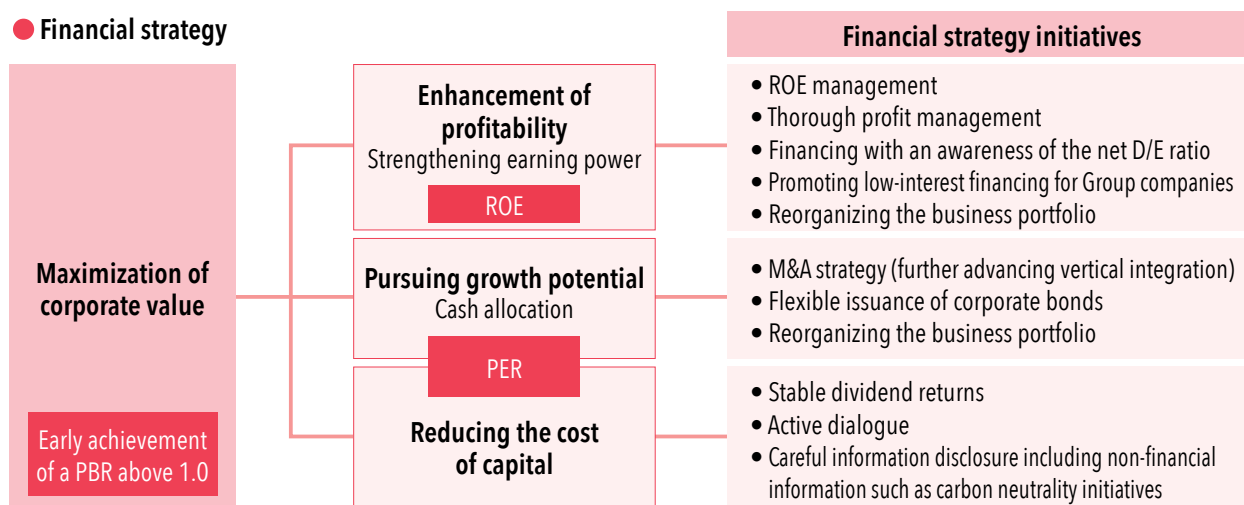 ● Financial strategy
Maximization of
corporate value
Early achievement
of a PBR above 1.0
Enhancement of
profitability
Strengthening earning power
ROE
Pursuing growth potential
Cash allocation
PER
Reducing the cost
of capital
Financial strategy initiatives
• ROE management
• Thorough profit management
• Financing with an awareness of the net D/E ratio
• Promoting low-interest financing for Group companies
• Reorganizing the business portfolio
• M&A strategy (further advancing vertical integration)
• Flexible issuance of corporate bonds
• Reorganizing the business portfolio
• Stable dividend returns
• Active dialogue
• Careful information disclosure including non-financial
information such as carbon neutrality initiatives